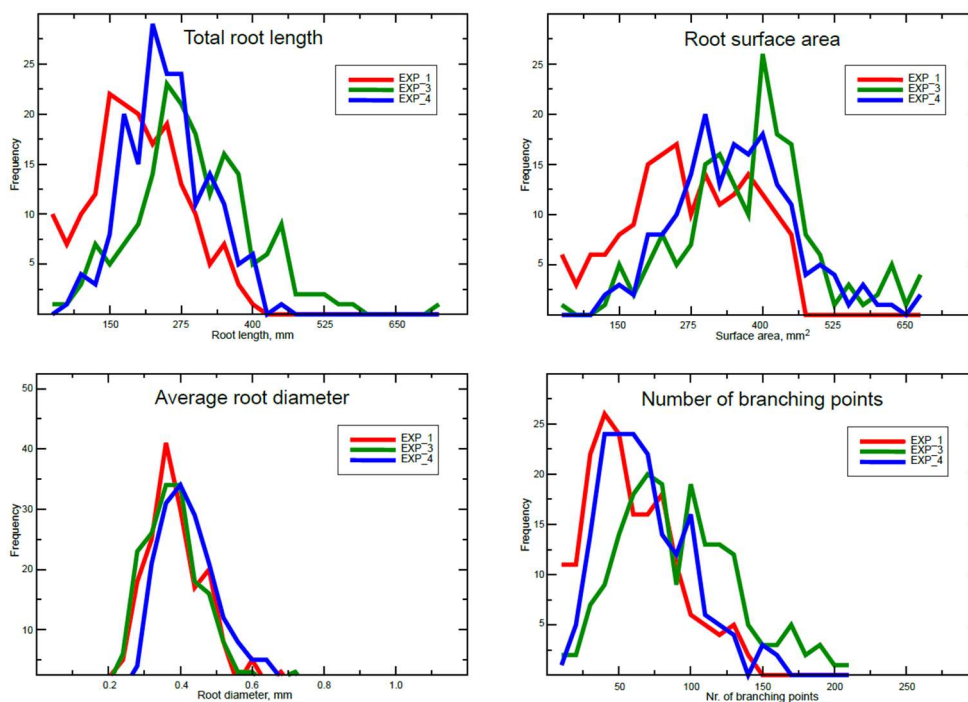 Total root length
EXP_1
EXP_3
EXP_4
Frequency
25
20
15
10
5
150
275
400
525
650
Root length, mm
Root surface area
EXP_1
EXP_3
EXP_4
Frequency
25
20
15
10
5
150
275
400
525
650
Surface area, mm²
Average root diameter
EXP_1
EXP_3
EXP_4
Frequency
50
40
30
20
10
0.2
0.4
0.6
0.8
1.0
Root diameter, mm
Number of branching points
EXP_1
EXP_3
EXP_4
Frequency
25
20
15
10
5
50
100
150
200
250
Nr. of branching points